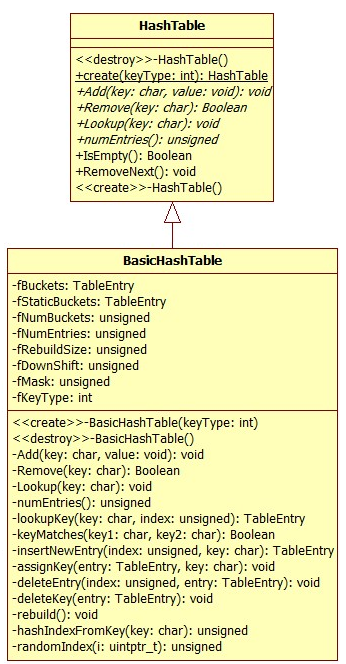 HashTable
<<destroy>>-HashTable()
+create(keyType: int): HashTable
+Add(key: char, value: void): void
+Remove(key: char): Boolean
+Lookup(key: char): void
+numEntries(): unsigned
+IsEmpty(): Boolean
+RemoveNext(): void
<<create>>-HashTable()
BasicHashTable
-fBuckets: TableEntry
-fStaticBuckets: TableEntry
-fNumBuckets: unsigned
-fNumEntries: unsigned
-fRebuildSize: unsigned
-fDownShift: unsigned
-fMask: unsigned
-fKeyType: int
<<create>>-BasicHashTable(keyType: int)
<<destroy>>-BasicHashTable()
-Add(key: char, value: void): void
-Remove(key: char): Boolean
-Lookup(key: char): void
-numEntries(): unsigned
-lookupKey(key: char, index: unsigned): TableEntry
-keyMatches(key1: char, key2: char): Boolean
-insertNewEntry(index: unsigned, key: char): TableEntry
-assignKey(entry: TableEntry, key: char): void
-deleteEntry(index: unsigned, entry: TableEntry): void
-deleteKey(entry: TableEntry): void
-rebuild(): void
-hashIndexFromKey(key: char): unsigned
-randomIndex(i: uintptr_t): unsigned